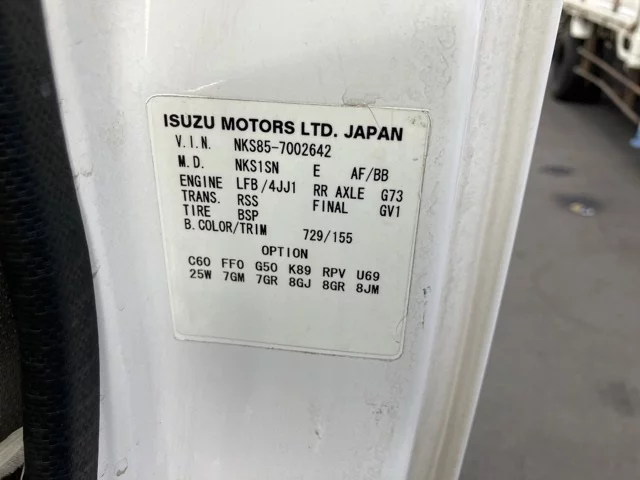 ISUZU MOTORS LTD. JAPAN
V.I.N. NKS85-7002642
M.D. NKS1SN E AF/BB
ENGINE LFB/4JJ1 RR AXLE G73
TRANS. RSS FINAL GV1
TIRE BSP
B.COLOR/TRIM 729/155
OPTION
C60 FF0 G50 K89 RPV U69
25W 7GM 7GR 8GJ 8GR 8JM